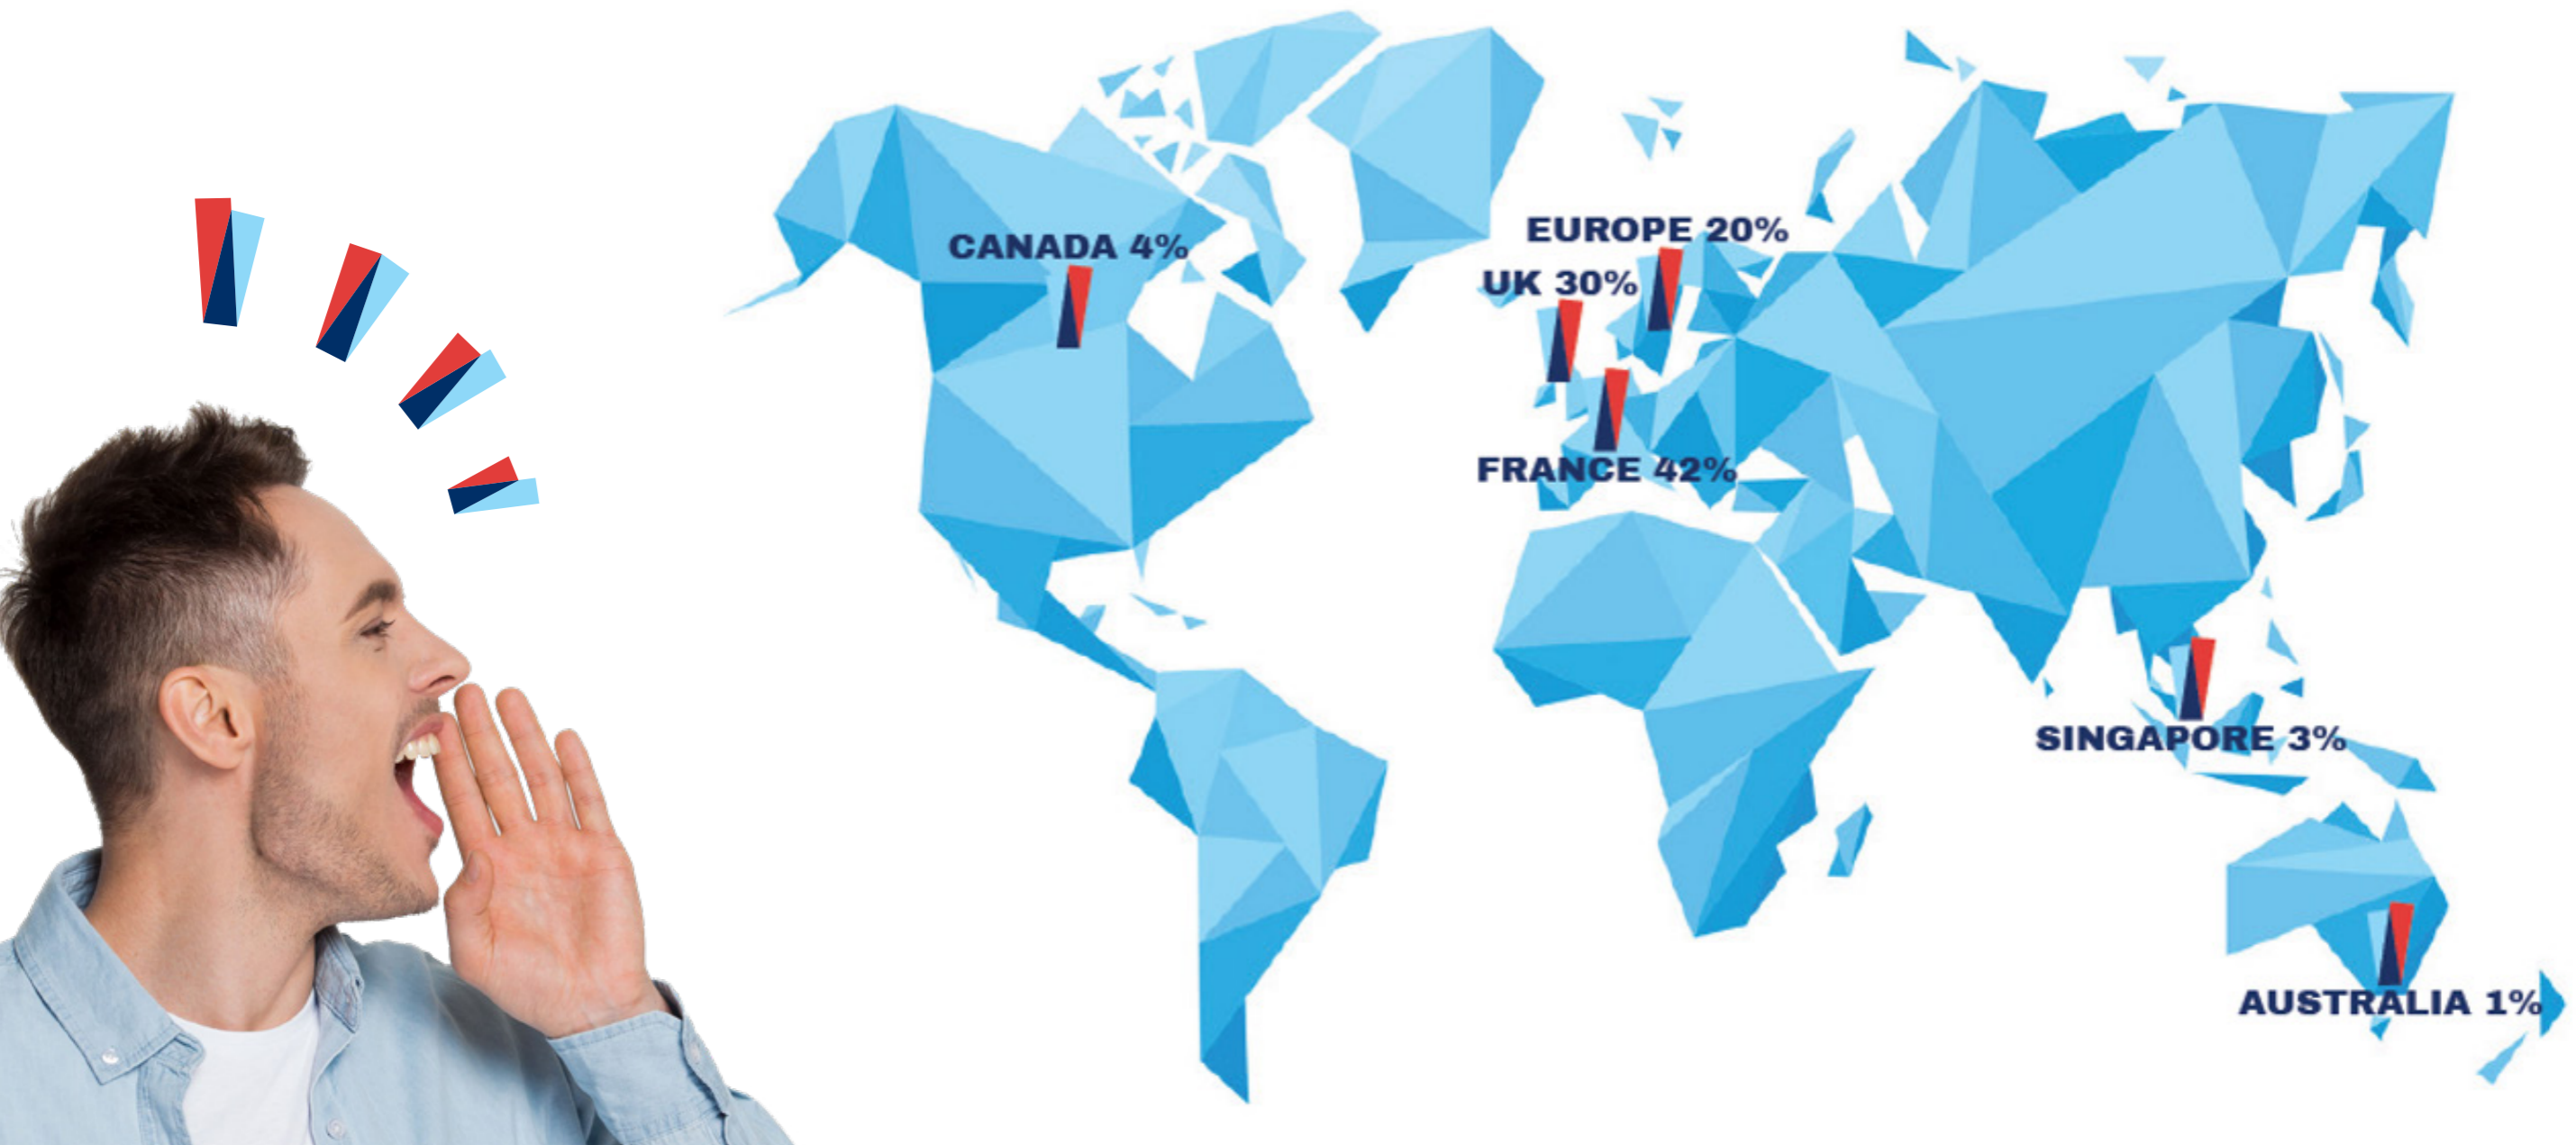 EUROPE 20%
CANADA 4%
UK 30%
FRANCE 42%
SINGAPORE 3%
AUSTRALIA 1%